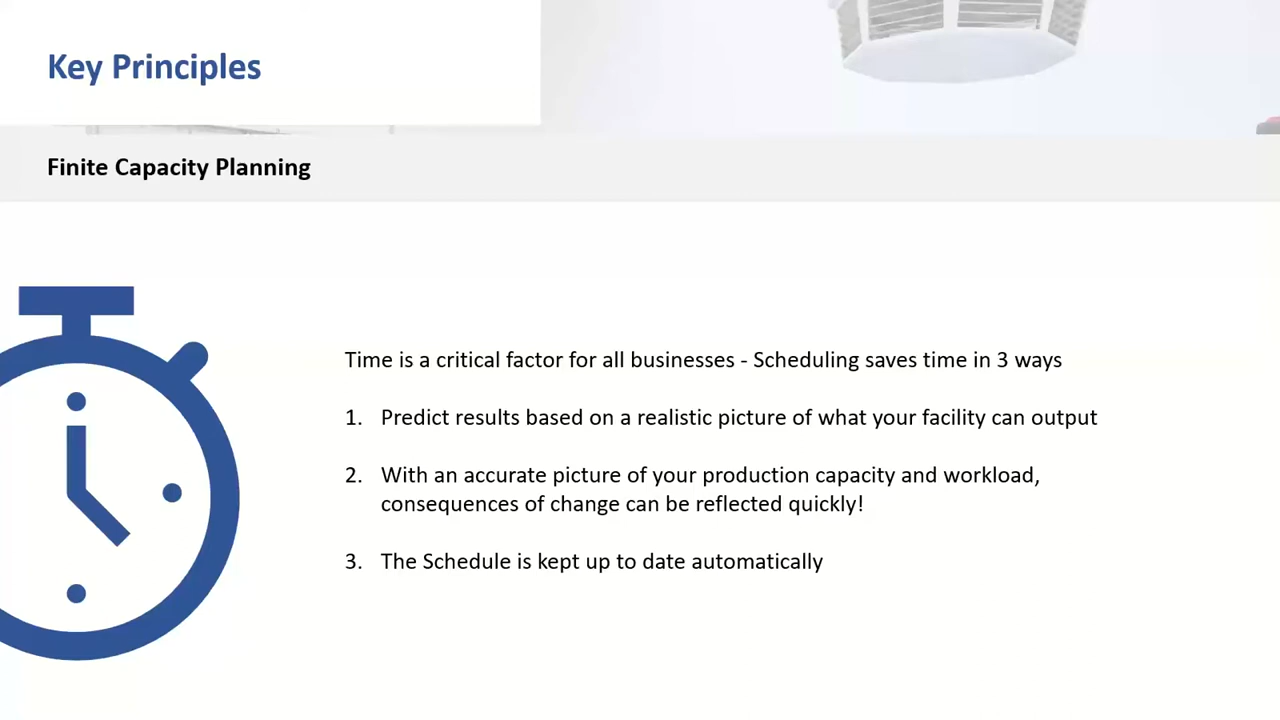 Key Principles
Finite Capacity Planning
Time is a critical factor for all businesses - Scheduling saves time in 3 ways
1. Predict results based on a realistic picture of what your facility can output
2. With an accurate picture of your production capacity and workload,
consequences of change can be reflected quickly!
3. The Schedule is kept up to date automatically